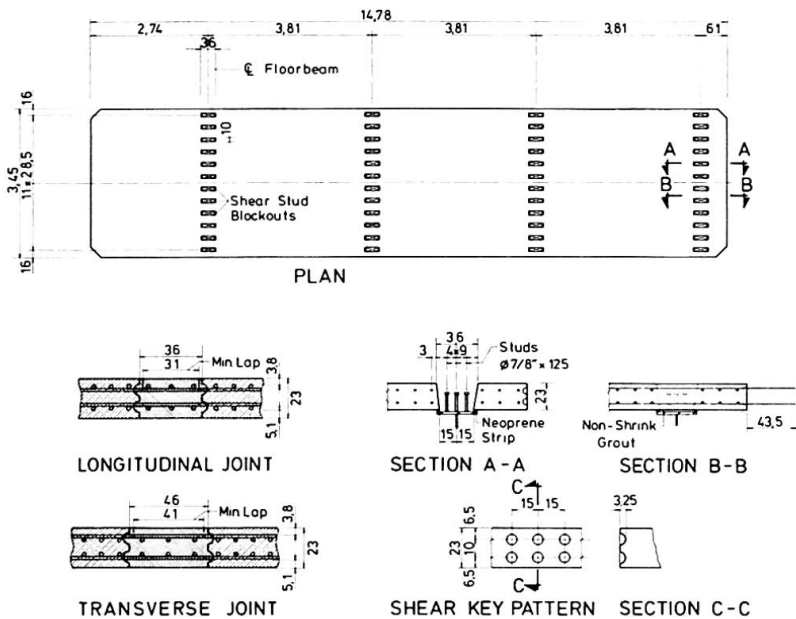 14,78
2,74 3,81 3,81 3,81 61
36
℄ Floorbeam
16
10
3,45
11 × 28,5
A A
B B
Shear Stud
Blockouts
16
PLAN
36
31 Min Lap
3,8
23
5,1
LONGITUDINAL JOINT
36
3 4×9 Studs
Ø7/8" × 125
23
15 15 Neoprene
Strip
SECTION A-A
Non-Shrink
Grout
43,5
SECTION B-B
46
41 Min Lap
3,8
23
5,1
TRANSVERSE JOINT
C
15 15
6,5
23 10
6,5
C
SHEAR KEY PATTERN
3,25
SECTION C-C